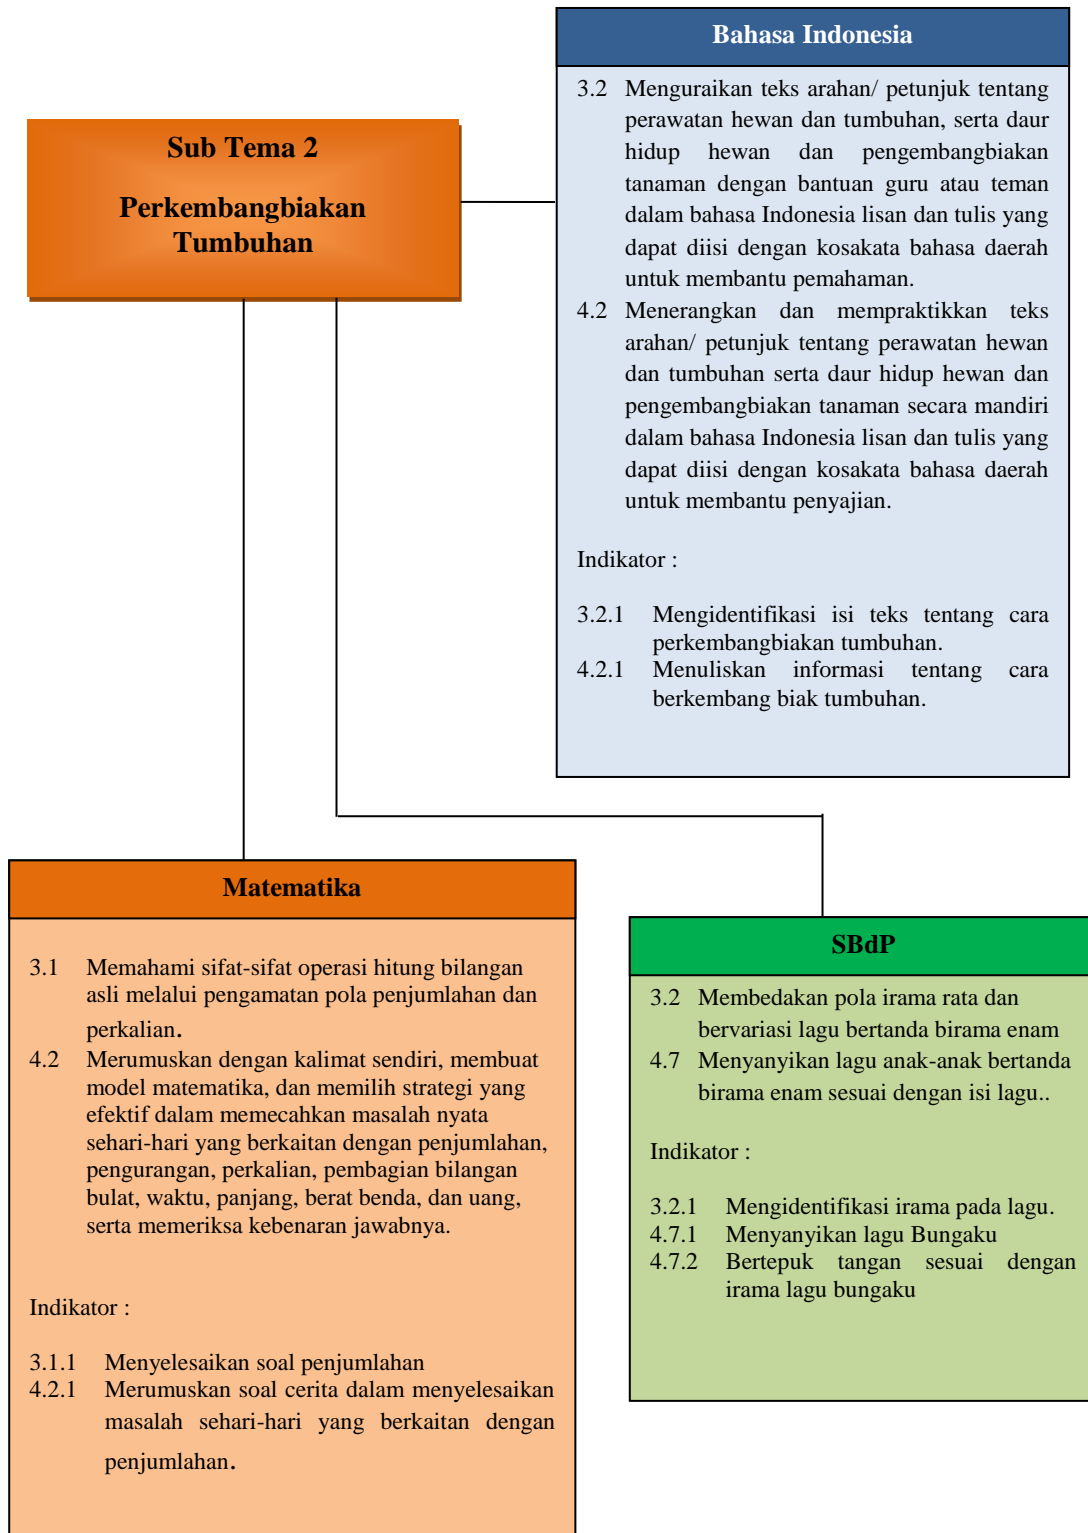 Sub Tema 2
Perkembangbiakan
Tumbuhan
Bahasa Indonesia
3.2 Menguraikan teks arahan/ petunjuk tentang
perawatan hewan dan tumbuhan, serta daur
hidup hewan dan pengembangbiakan
tanaman dengan bantuan guru atau teman
dalam bahasa Indonesia lisan dan tulis yang
dapat diisi dengan kosakata bahasa daerah
untuk membantu pemahaman.
4.2 Menerangkan dan mempraktikkan teks
arahan/ petunjuk tentang perawatan hewan
dan tumbuhan serta daur hidup hewan dan
pengembangbiakan tanaman secara mandiri
dalam bahasa Indonesia lisan dan tulis yang
dapat diisi dengan kosakata bahasa daerah
untuk membantu penyajian.
Indikator :
3.2.1 Mengidentifikasi isi teks tentang cara
perkembangbiakan tumbuhan.
4.2.1 Menuliskan informasi tentang cara
berkembang biak tumbuhan.
Matematika
3.1 Memahami sifat-sifat operasi hitung bilangan
asli melalui pengamatan pola penjumlahan dan
perkalian.
4.2 Merumuskan dengan kalimat sendiri, membuat
model matematika, dan memilih strategi yang
efektif dalam memecahkan masalah nyata
sehari-hari yang berkaitan dengan penjumlahan,
pengurangan, perkalian, pembagian bilangan
bulat, waktu, panjang, berat benda, dan uang,
serta memeriksa kebenaran jawabnya.
Indikator :
3.1.1 Menyelesaikan soal penjumlahan
4.2.1 Merumuskan soal cerita dalam menyelesaikan
masalah sehari-hari yang berkaitan dengan
penjumlahan.
SBdP
3.2 Membedakan pola irama rata dan
bervariasi lagu bertanda birama enam
4.7 Menyanyikan lagu anak-anak bertanda
birama enam sesuai dengan isi lagu..
Indikator :
3.2.1 Mengidentifikasi irama pada lagu.
4.7.1 Menyanyikan lagu Bungaku
4.7.2 Bertepuk tangan sesuai dengan
irama lagu bungaku